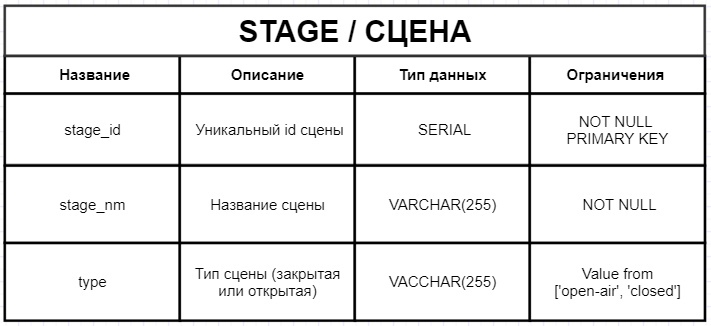 STAGE / СЦЕНА
Название Описание Тип данных Ограничения
stage_id Уникальный id сцены SERIAL NOT NULL
PRIMARY KEY
stage_nm Название сцены VARCHAR(255) NOT NULL
type Тип сцены (закрытая
или открытая) VACCHAR(255) Value from
['open-air', 'closed']